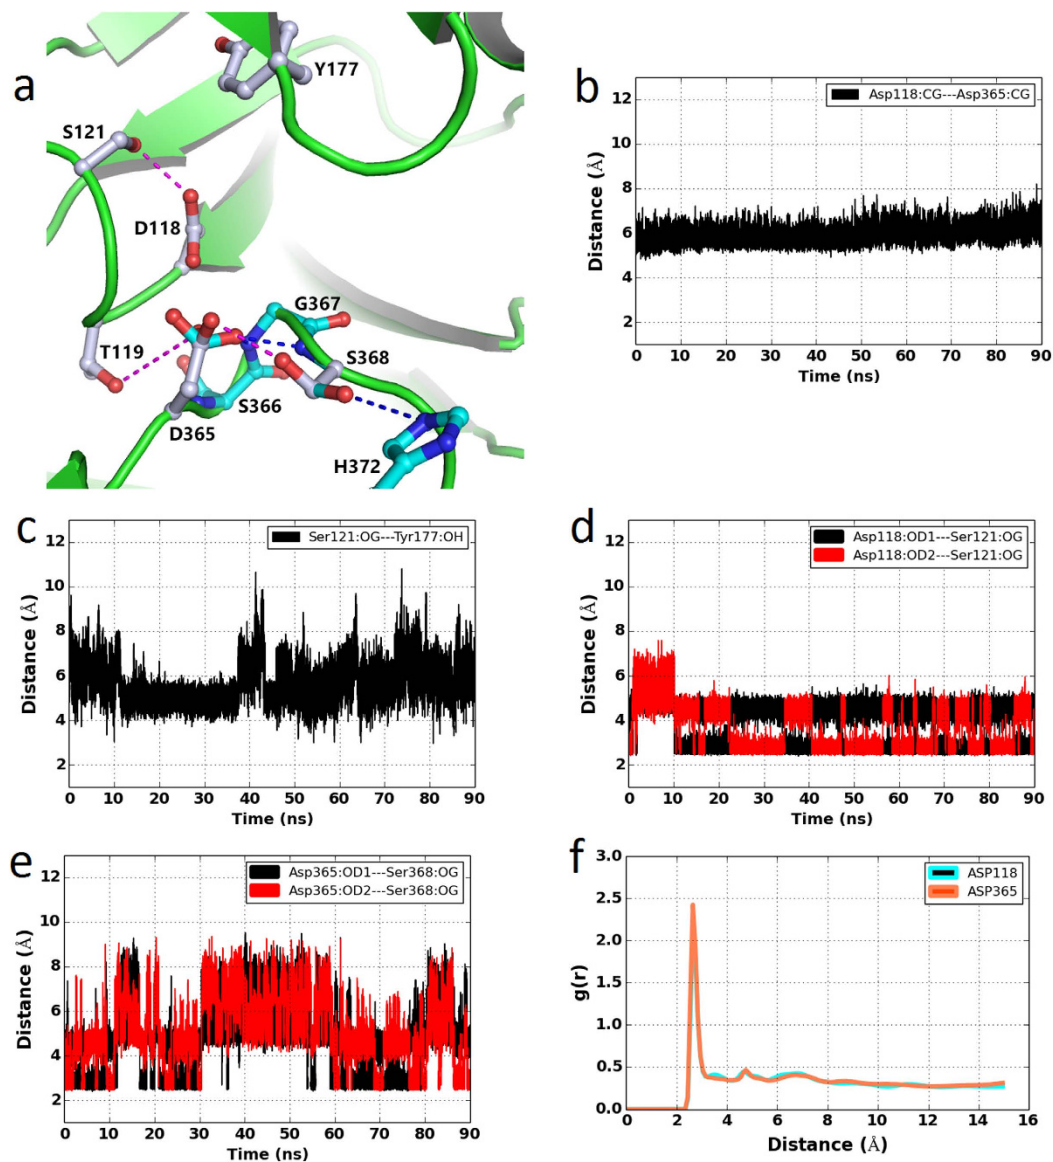 a
Y177
S121
D118
G367
T119
S368
S366
D365
H372
b
Asp118:CG---Asp365:CG
12
10
8
6
4
2
Distance (Å)
0 10 20 30 40 50 60 70 80 90
Time (ns)
c
Ser121:OG---Tyr177:OH
12
10
8
6
4
2
Distance (Å)
0 10 20 30 40 50 60 70 80 90
Time (ns)
d
Asp118:OD1---Ser121:OG
Asp118:OD2---Ser121:OG
12
10
8
6
4
2
Distance (Å)
0 10 20 30 40 50 60 70 80 90
Time (ns)
e
Asp365:OD1---Ser368:OG
Asp365:OD2---Ser368:OG
12
10
8
6
4
2
Distance (Å)
0 10 20 30 40 50 60 70 80 90
Time (ns)
f
ASP118
ASP365
3.0
2.5
2.0
1.5
1.0
0.5
0.0
g(r)
0 2 4 6 8 10 12 14 16
Distance (Å)